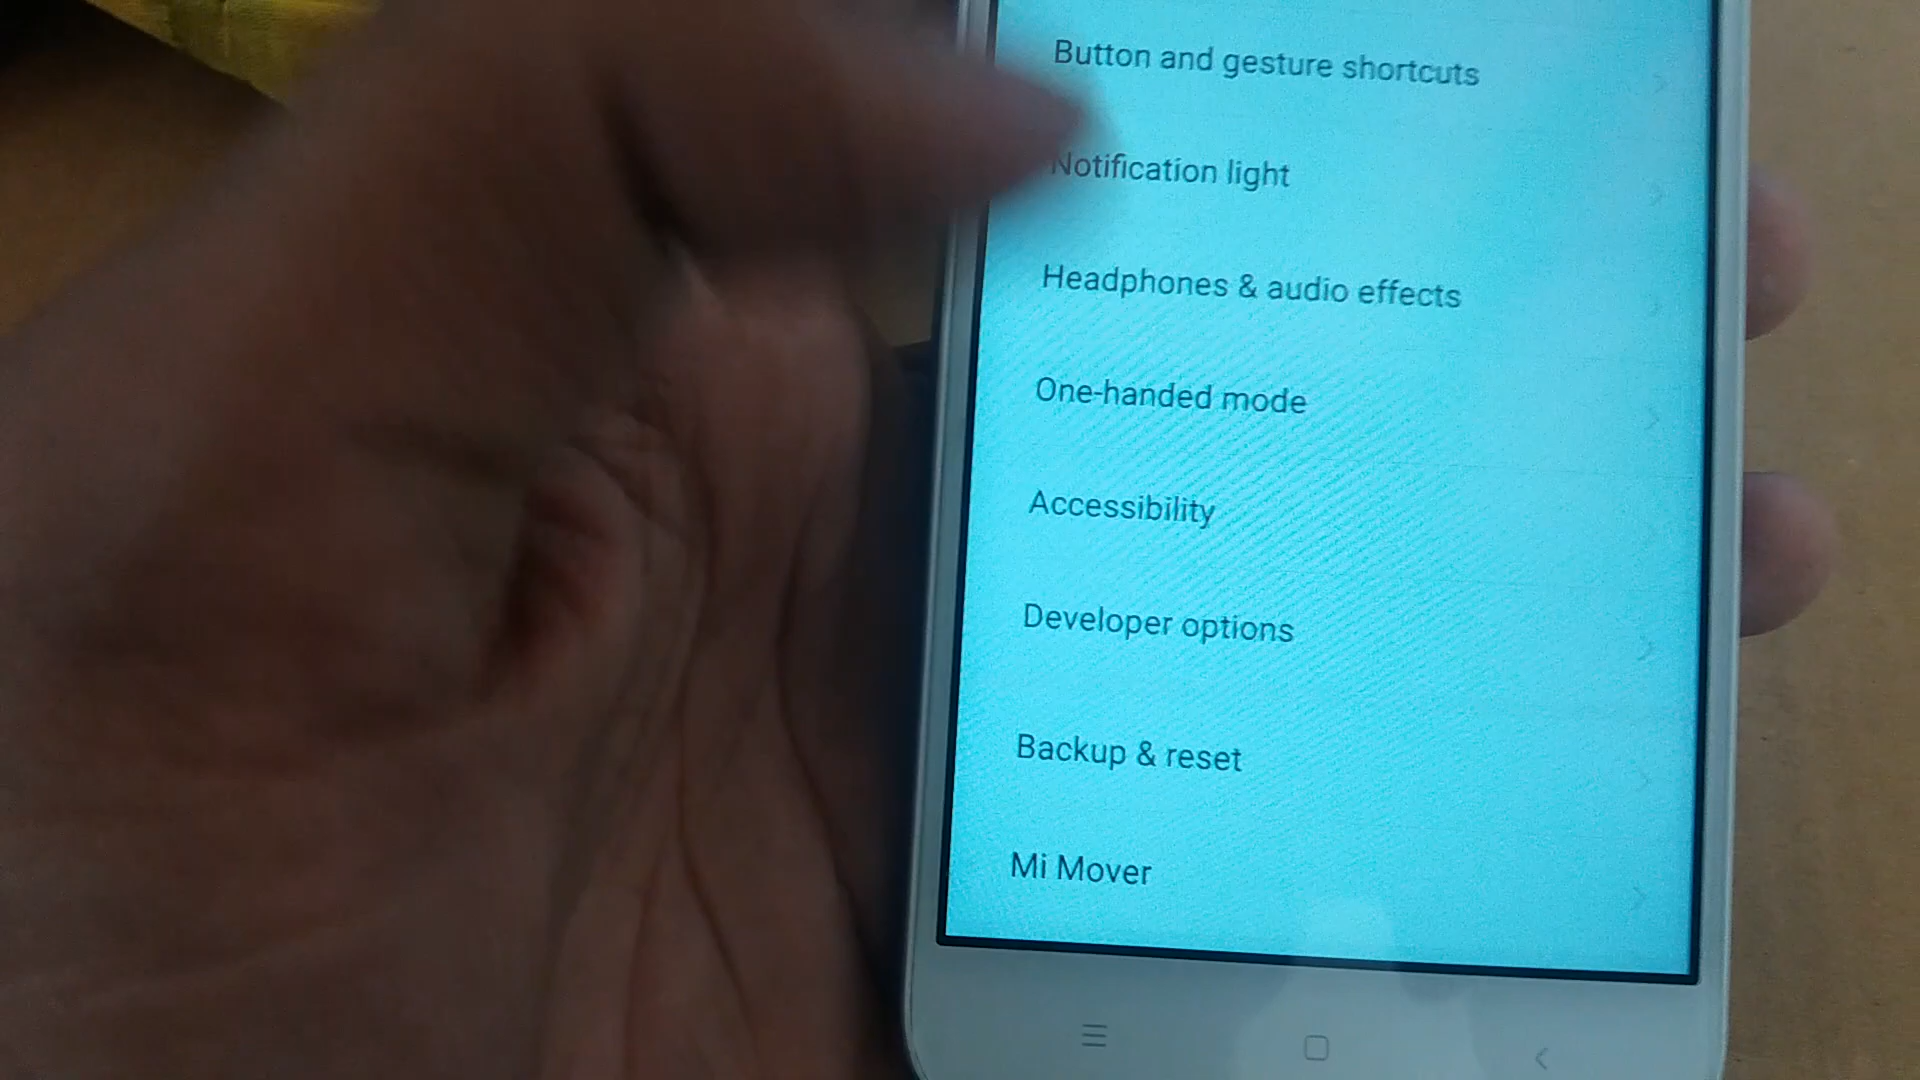 Button and gesture shortcuts
Notification light
Headphones & audio effects
One-handed mode
Accessibility
Developer options
Backup & reset
Mi Mover